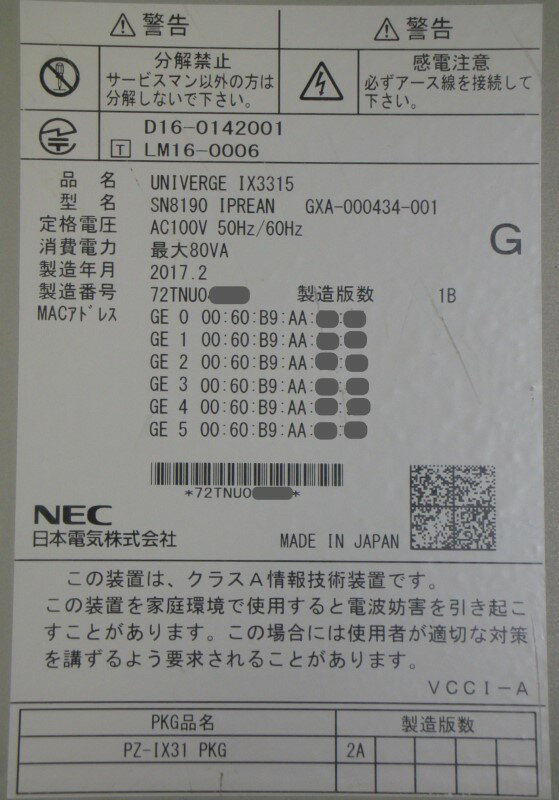 警告
分解禁止
サービスマン以外の方は
分解しないで下さい。
警告
感電注意
必ずアース線を接続して
下さい。
D16-0142001
T LM16-0006
品名 UNIVERGE IX3315
型名 SN8190 IPREAN GXA-000434-001
定格電圧 AC100V 50Hz/60Hz
G
消費電力 最大80VA
製造年月 2017.2
製造番号 72TNU0 製造版数 1B
MACｱﾄﾞﾚｽ GE 0 00:60:B9:AA:
GE 1 00:60:B9:AA:
GE 2 00:60:B9:AA:
GE 3 00:60:B9:AA:
GE 4 00:60:B9:AA:
GE 5 00:60:B9:AA:
*72TNU0 *
NEC
日本電気株式会社 MADE IN JAPAN
この装置は、クラスA情報技術装置です。
この装置を家庭環境で使用すると電波妨害を引き起こ
すことがあります。この場合には使用者が適切な対策
を講ずるよう要求されることがあります。
VCCI-A
PKG品名 製造版数
PZ-IX31 PKG 2A